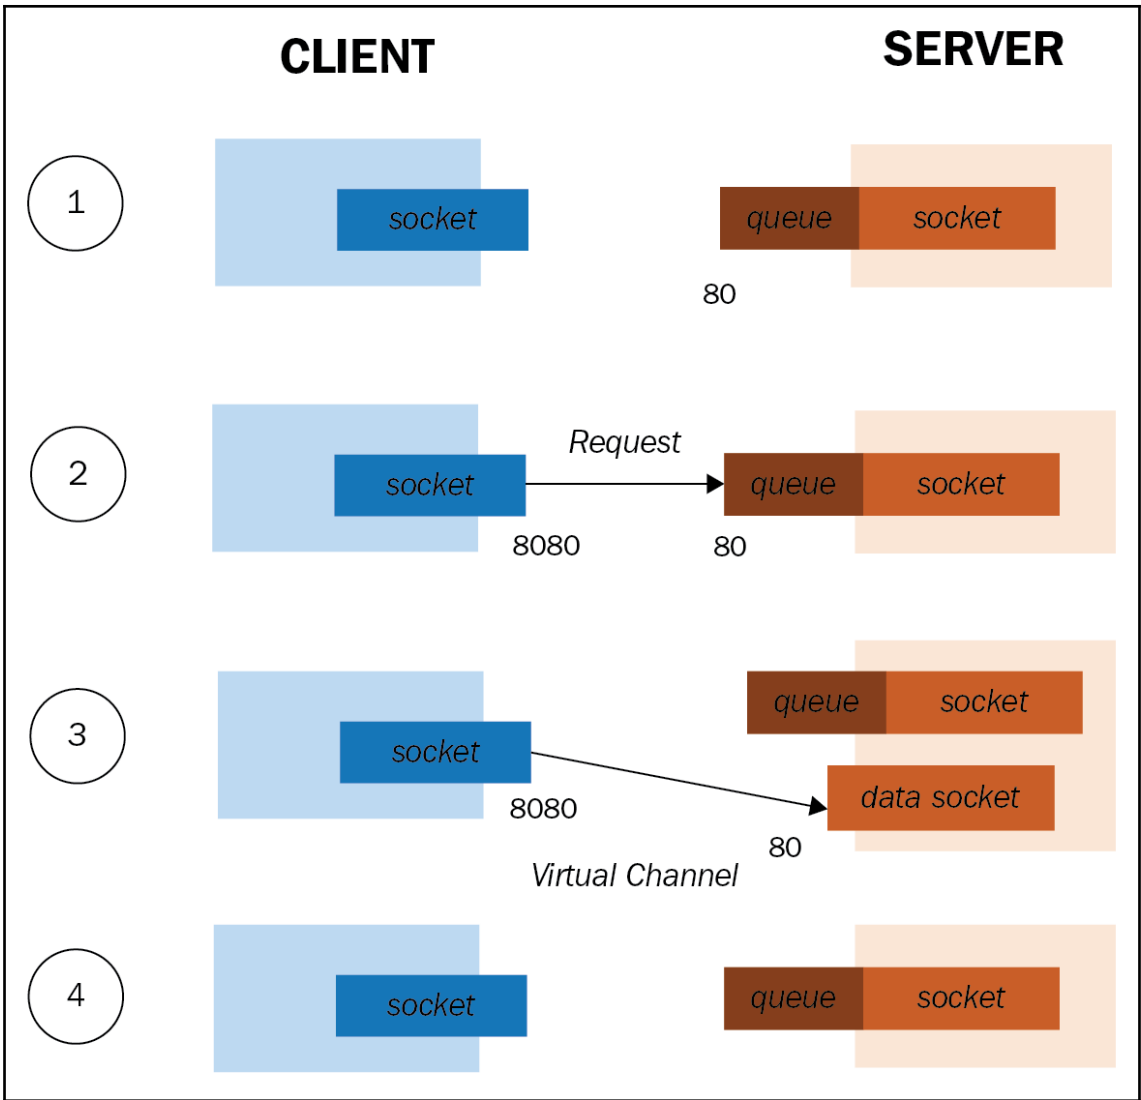 CLIENT
SERVER
1
socket
queue
socket
80
2
socket
Request
queue
socket
8080
80
3
socket
queue
socket
data socket
8080
80
Virtual Channel
4
socket
queue
socket